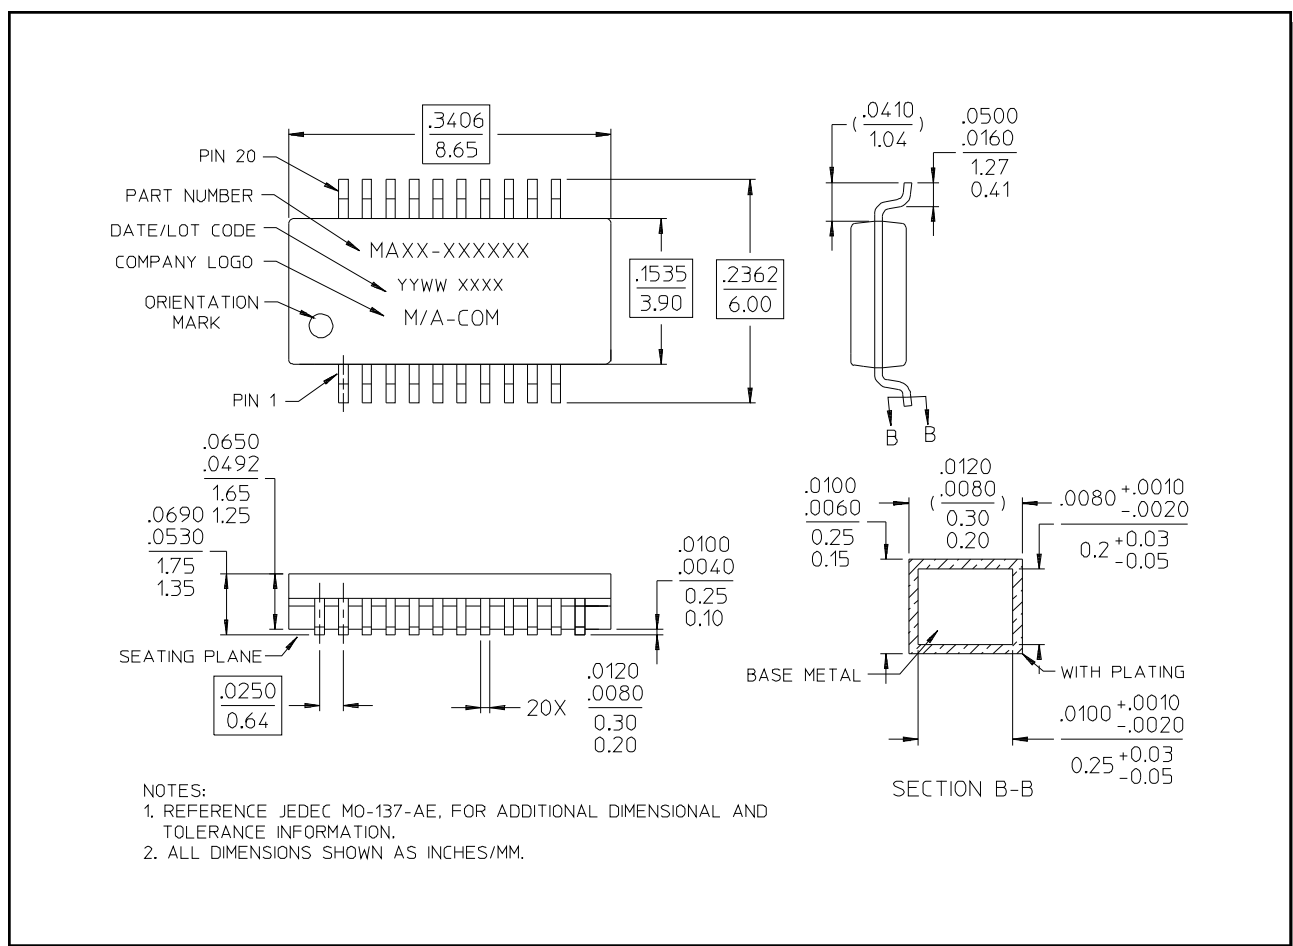 .3406
8.65
PIN 20
PART NUMBER
DATE/LOT CODE
COMPANY LOGO
ORIENTATION
MARK
MAXX-XXXXXX
YYWW XXXX
M/A-COM
PIN 1
.1535
3.90
.2362
6.00
( .0410 )
1.04
.0500
.0160
1.27
0.41
B B
.0650
.0492
1.65
1.25
.0690
.0530
1.75
1.35
SEATING PLANE
.0250
0.64
20X
.0120
.0080
0.30
0.20
.0100
.0040
0.25
0.10
.0100
.0060
0.25
0.15
.0120
( .0080 )
0.30
0.20
.0080 +.0010
-.0020
0.2 +0.03
-0.05
BASE METAL
WITH PLATING
.0100 +.0010
-.0020
0.25 +0.03
-0.05
SECTION B-B
NOTES:
1. REFERENCE JEDEC MO-137-AE, FOR ADDITIONAL DIMENSIONAL AND
TOLERANCE INFORMATION.
2. ALL DIMENSIONS SHOWN AS INCHES/MM.